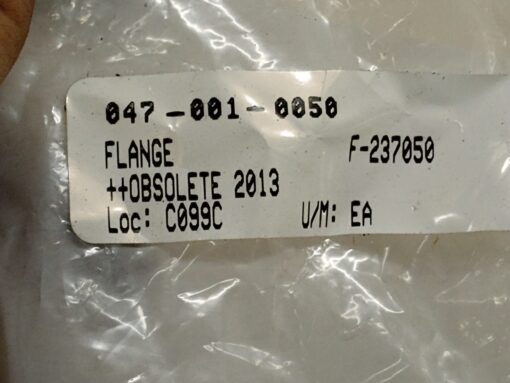 047-001-0050
FLANGE F-237050
++OBSOLETE 2013
Loc: C099C U/M: EA